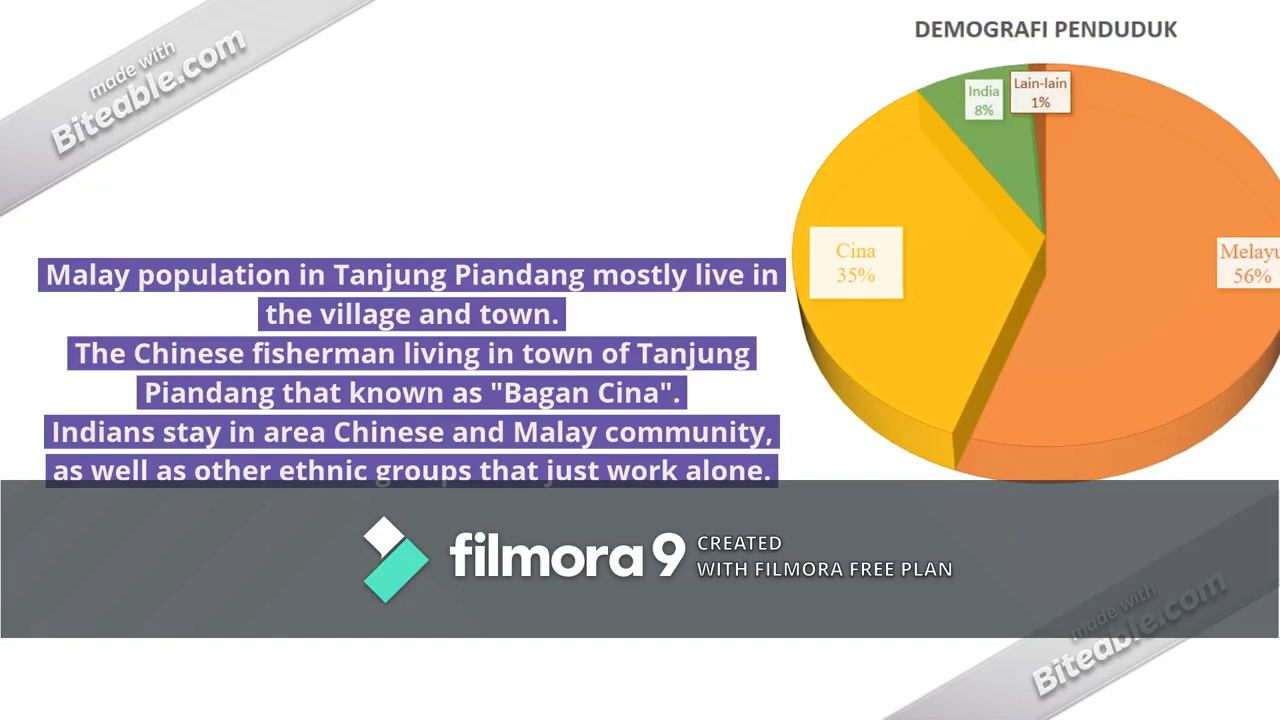 made with
Biteable.com
DEMOGRAFI PENDUDUK
India
8%
Lain-lain
1%
Cina
35%
Melayu
56%
Malay population in Tanjung Piandang mostly live in
the village and town.
The Chinese fisherman living in town of Tanjung
Piandang that known as "Bagan Cina".
Indians stay in area Chinese and Malay community,
as well as other ethnic groups that just work alone.
filmora 9
CREATED
WITH FILMORA FREE PLAN
made with
Biteable.com